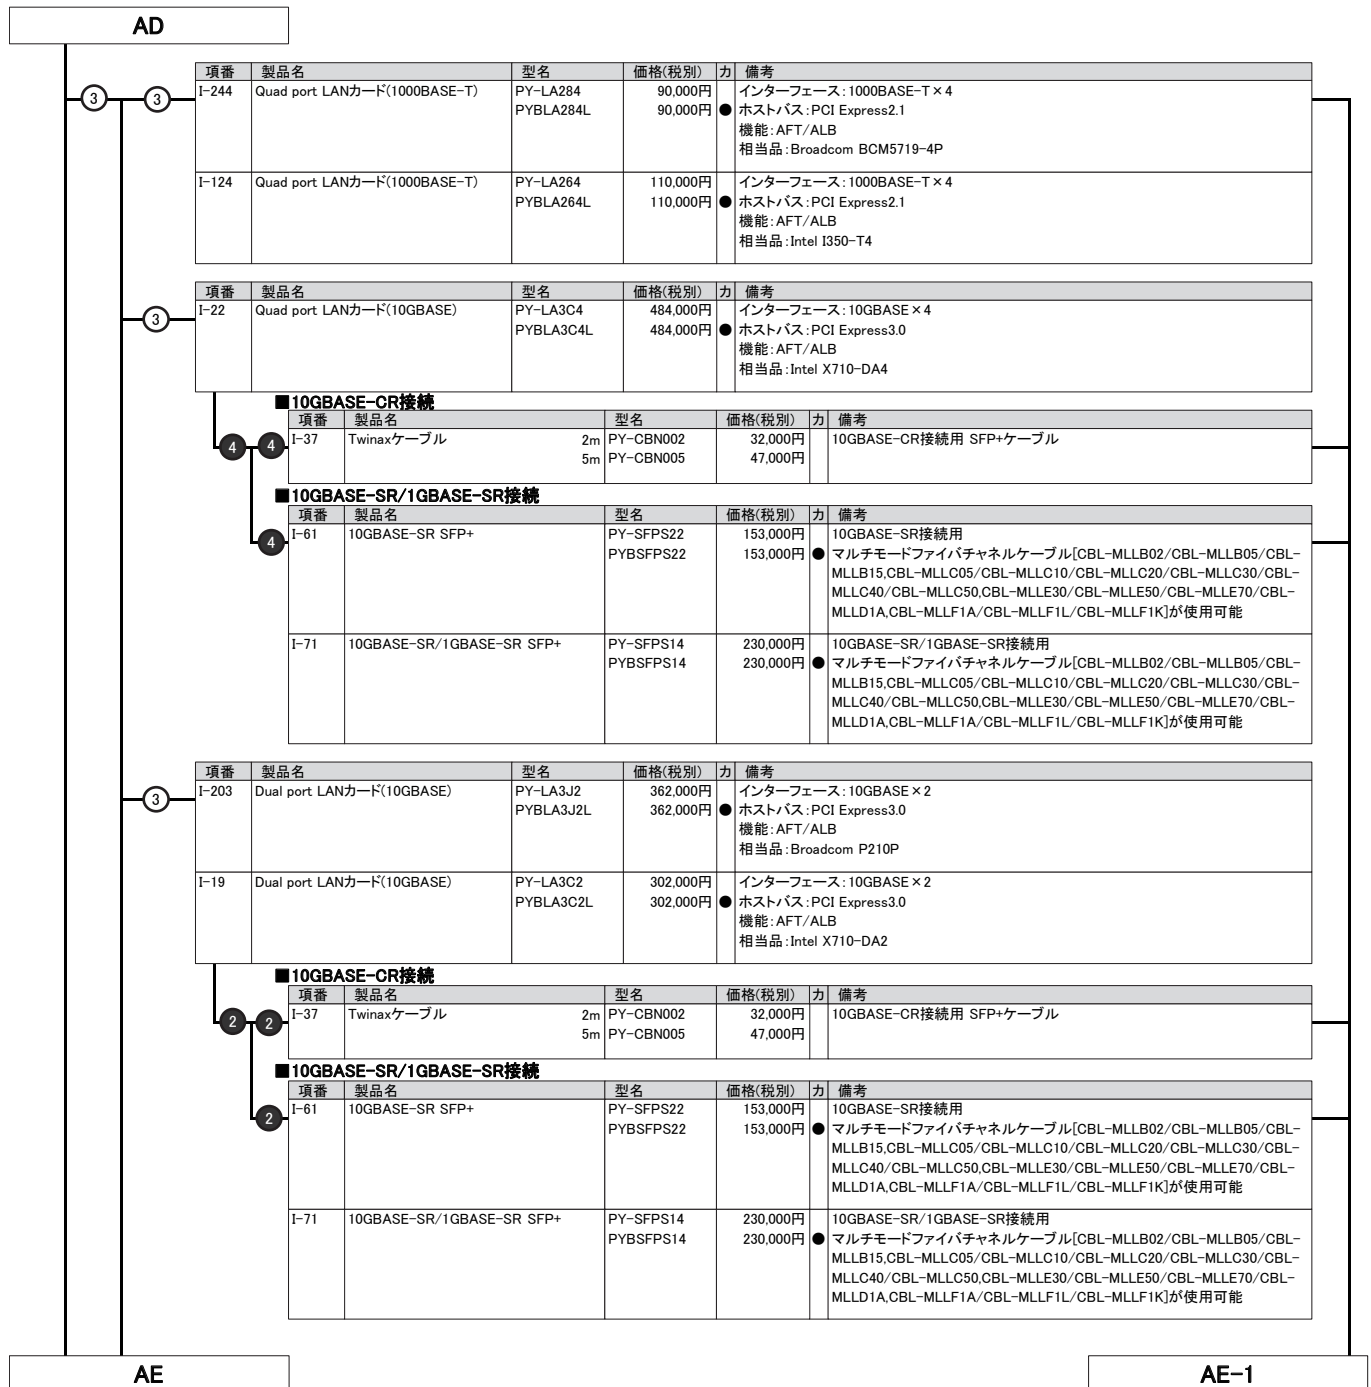 AD
項番 製品名 型名 価格(税別) カ 備考
③ ③ I-244 Quad port LANカード(1000BASE-T) PY-LA284 90,000円 インターフェース:1000BASE-T×4
PYBLA284L 90,000円 ● ホストバス:PCI Express2.1
機能:AFT/ALB
相当品:Broadcom BCM5719-4P
I-124 Quad port LANカード(1000BASE-T) PY-LA264 110,000円 インターフェース:1000BASE-T×4
PYBLA264L 110,000円 ● ホストバス:PCI Express2.1
機能:AFT/ALB
相当品:Intel I350-T4
項番 製品名 型名 価格(税別) カ 備考
③ I-22 Quad port LANカード(10GBASE) PY-LA3C4 484,000円 インターフェース:10GBASE×4
PYBLA3C4L 484,000円 ● ホストバス:PCI Express3.0
機能:AFT/ALB
相当品:Intel X710-DA4
■10GBASE-CR接続
項番 製品名 型名 価格(税別) カ 備考
❹ ❹ I-37 Twinaxケーブル 2m PY-CBN002 32,000円 10GBASE-CR接続用 SFP+ケーブル
5m PY-CBN005 47,000円
■10GBASE-SR/1GBASE-SR接続
項番 製品名 型名 価格(税別) カ 備考
❹ I-61 10GBASE-SR SFP+ PY-SFPS22 153,000円 10GBASE-SR接続用
PYBSFPS22 153,000円 ● マルチモードファイバチャネルケーブル[CBL-MLLB02/CBL-MLLB05/CBL-
MLLB15,CBL-MLLC05/CBL-MLLC10/CBL-MLLC20/CBL-MLLC30/CBL-
MLLC40/CBL-MLLC50,CBL-MLLE30/CBL-MLLE50/CBL-MLLE70/CBL-
MLLD1A,CBL-MLLF1A/CBL-MLLF1L/CBL-MLLF1K]が使用可能
I-71 10GBASE-SR/1GBASE-SR SFP+ PY-SFPS14 230,000円 10GBASE-SR/1GBASE-SR接続用
PYBSFPS14 230,000円 ● マルチモードファイバチャネルケーブル[CBL-MLLB02/CBL-MLLB05/CBL-
MLLB15,CBL-MLLC05/CBL-MLLC10/CBL-MLLC20/CBL-MLLC30/CBL-
MLLC40/CBL-MLLC50,CBL-MLLE30/CBL-MLLE50/CBL-MLLE70/CBL-
MLLD1A,CBL-MLLF1A/CBL-MLLF1L/CBL-MLLF1K]が使用可能
項番 製品名 型名 価格(税別) カ 備考
③ I-203 Dual port LANカード(10GBASE) PY-LA3J2 362,000円 インターフェース:10GBASE×2
PYBLA3J2L 362,000円 ● ホストバス:PCI Express3.0
機能:AFT/ALB
相当品:Broadcom P210P
I-19 Dual port LANカード(10GBASE) PY-LA3C2 302,000円 インターフェース:10GBASE×2
PYBLA3C2L 302,000円 ● ホストバス:PCI Express3.0
機能:AFT/ALB
相当品:Intel X710-DA2
■10GBASE-CR接続
項番 製品名 型名 価格(税別) カ 備考
❷ ❷ I-37 Twinaxケーブル 2m PY-CBN002 32,000円 10GBASE-CR接続用 SFP+ケーブル
5m PY-CBN005 47,000円
■10GBASE-SR/1GBASE-SR接続
項番 製品名 型名 価格(税別) カ 備考
❷ I-61 10GBASE-SR SFP+ PY-SFPS22 153,000円 10GBASE-SR接続用
PYBSFPS22 153,000円 ● マルチモードファイバチャネルケーブル[CBL-MLLB02/CBL-MLLB05/CBL-
MLLB15,CBL-MLLC05/CBL-MLLC10/CBL-MLLC20/CBL-MLLC30/CBL-
MLLC40/CBL-MLLC50,CBL-MLLE30/CBL-MLLE50/CBL-MLLE70/CBL-
MLLD1A,CBL-MLLF1A/CBL-MLLF1L/CBL-MLLF1K]が使用可能
I-71 10GBASE-SR/1GBASE-SR SFP+ PY-SFPS14 230,000円 10GBASE-SR/1GBASE-SR接続用
PYBSFPS14 230,000円 ● マルチモードファイバチャネルケーブル[CBL-MLLB02/CBL-MLLB05/CBL-
MLLB15,CBL-MLLC05/CBL-MLLC10/CBL-MLLC20/CBL-MLLC30/CBL-
MLLC40/CBL-MLLC50,CBL-MLLE30/CBL-MLLE50/CBL-MLLE70/CBL-
MLLD1A,CBL-MLLF1A/CBL-MLLF1L/CBL-MLLF1K]が使用可能
AE AE-1